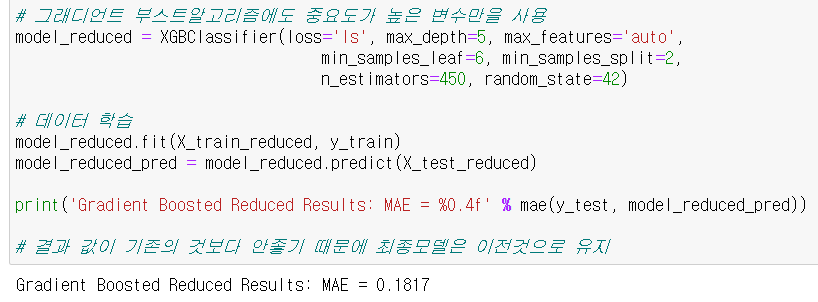 # 그래디언트 부스트알고리즘에도 중요도가 높은 변수만을 사용
model_reduced = XGBClassifier(loss='ls', max_depth=5, max_features='auto',
min_samples_leaf=6, min_samples_split=2,
n_estimators=450, random_state=42)
# 데이터 학습
model_reduced.fit(X_train_reduced, y_train)
model_reduced_pred = model_reduced.predict(X_test_reduced)
print('Gradient Boosted Reduced Results: MAE = %0.4f' % mae(y_test, model_reduced_pred))
# 결과 값이 기존의 것보다 안좋기 때문에 최종모델은 이전것으로 유지
Gradient Boosted Reduced Results: MAE = 0.1817